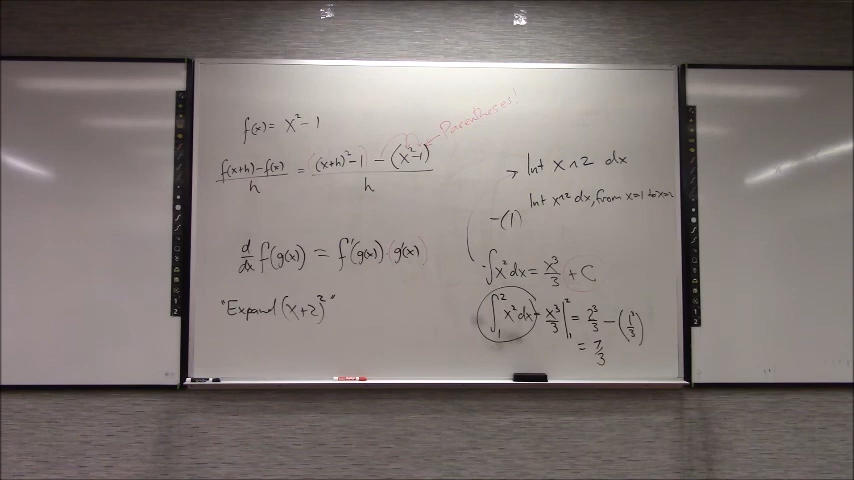 f(x) = x² - 1
Parentheses!
(f(x+h) - f(x))/h = ((x+h)² - 1 - (x² - 1))/h
d/dx f(g(x)) = f'(g(x)) · g'(x)
"Expand (x+2)²"
> Int x^2 dx
Int x^2 dx, from x=1 to x=2
-(1)
∫x² dx = x³/3 + C
∫₁² x² dx = x³/3 |₁² = 2³/3 - (1³/3)
= 7/3